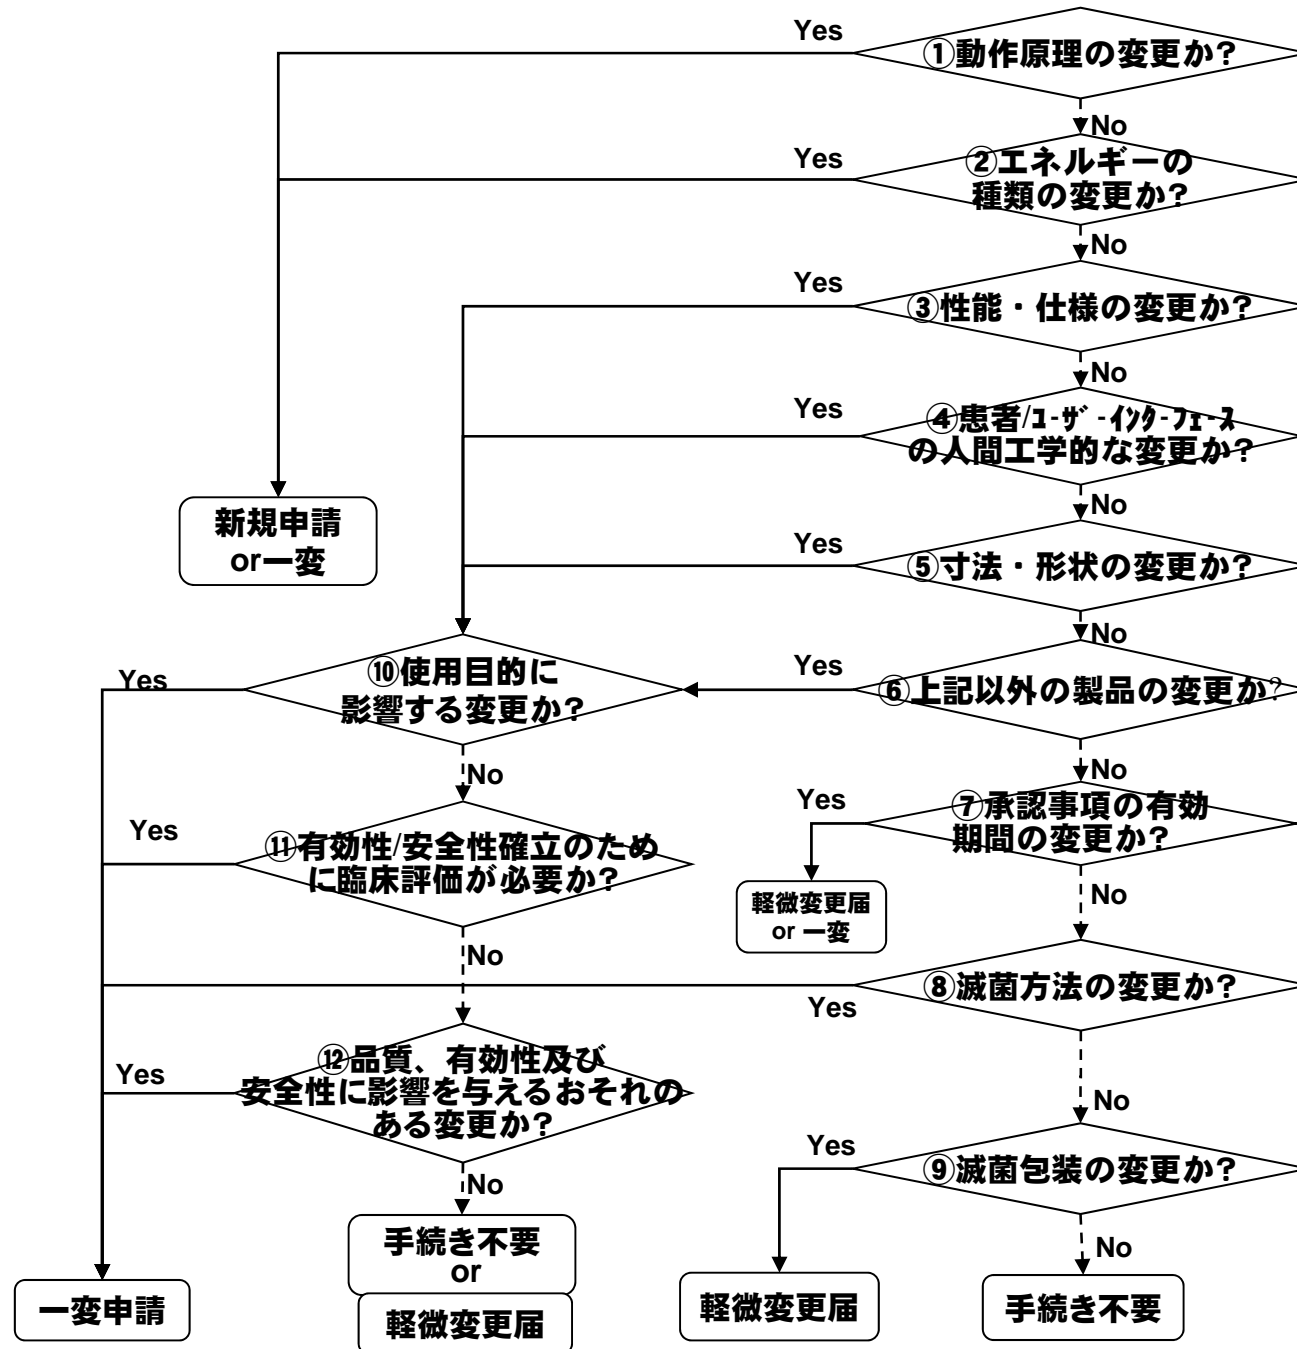 Yes
①動作原理の変更か?
No
Yes
②エネルギーの
種類の変更か?
No
Yes
③性能・仕様の変更か?
No
Yes
④患者/ﾕｰｻﾞｰｲﾝﾀｰﾌｪｰｽ
の人間工学的な変更か?
No
新規申請
or一変
Yes
⑤寸法・形状の変更か?
No
Yes
⑩使用目的に
影響する変更か?
Yes
⑥上記以外の製品の変更か?
No
No
Yes
⑪有効性/安全性確立のため
に臨床評価が必要か?
Yes
⑦承認事項の有効
期間の変更か?
軽微変更届
or 一変
No
No
⑧滅菌方法の変更か?
Yes
Yes
⑫品質、有効性及び
安全性に影響を与えるおそれの
ある変更か?
No
Yes
⑨滅菌包装の変更か?
No
No
手続き不要
or
軽微変更届
一変申請
軽微変更届
手続き不要